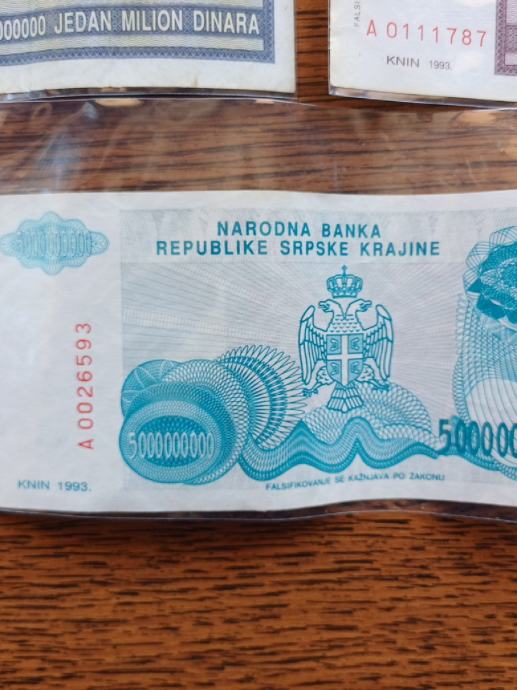 000000 JEDAN MILION DINARA
A 0111787
KNIN 1993.
NARODNA BANKA
REPUBLIKE SRPSKE KRAJINE
A 0026593
5000000000
500000
KNIN 1993.
FALSIFIKOVANJE SE KAŽNJAVA PO ZAKONU